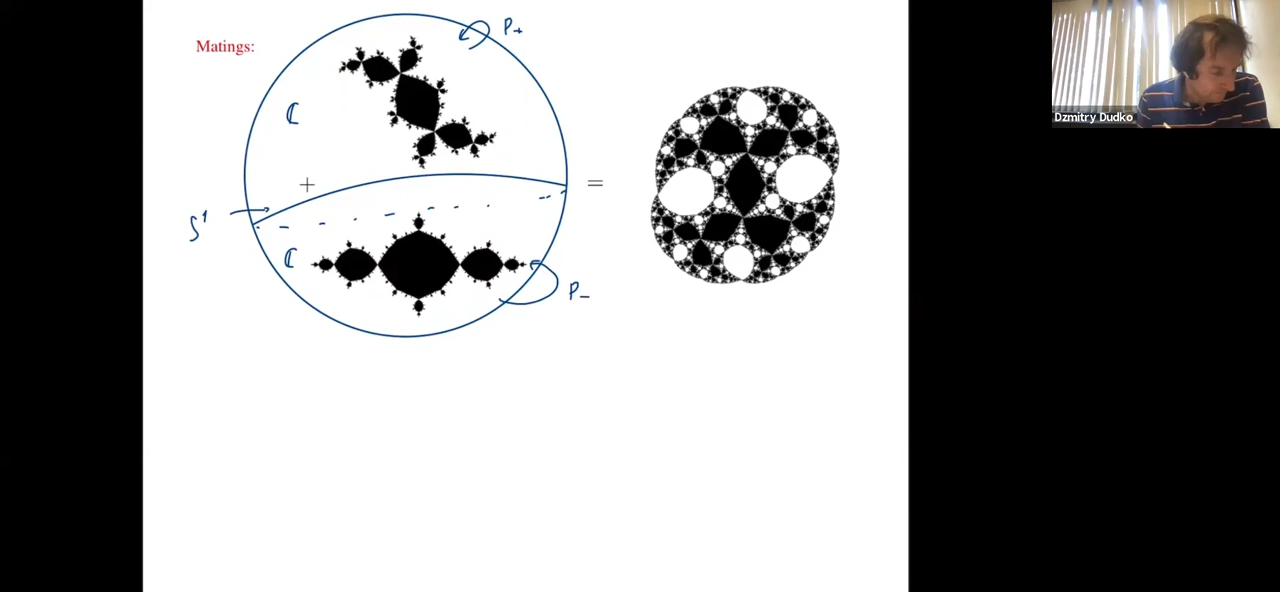 Matings:
P₊
ℂ
+
=
S¹
ℂ
P₋
Dzmitry Dudko